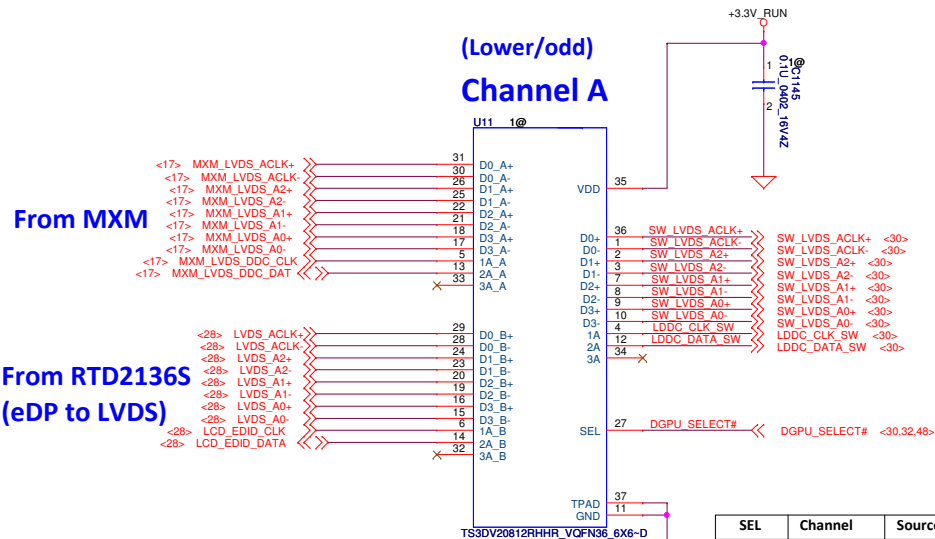 +3.3V_RUN
(Lower/odd)
Channel A
1 1@
C1145
0.1U_0402_16V4Z
2
U11 1@
<17> MXM_LVDS_ACLK+ 31 D0_A+
<17> MXM_LVDS_ACLK- 30 D0_A-
<17> MXM_LVDS_A2+ 26 D1_A+
<17> MXM_LVDS_A2- 25 D1_A-
<17> MXM_LVDS_A1+ 22 D2_A+
<17> MXM_LVDS_A1- 21 D2_A-
<17> MXM_LVDS_A0+ 18 D3_A+
<17> MXM_LVDS_A0- 17 D3_A-
<17> MXM_LVDS_DDC_CLK 5 1A_A
<17> MXM_LVDS_DDC_DAT 13 2A_A
33 3A_A
From MXM
VDD 35
D0+ 36 SW_LVDS_ACLK+ SW_LVDS_ACLK+ <30>
D0- 1 SW_LVDS_ACLK- SW_LVDS_ACLK- <30>
D1+ 2 SW_LVDS_A2+ SW_LVDS_A2+ <30>
D1- 3 SW_LVDS_A2- SW_LVDS_A2- <30>
D2+ 7 SW_LVDS_A1+ SW_LVDS_A1+ <30>
D2- 8 SW_LVDS_A1- SW_LVDS_A1- <30>
D3+ 9 SW_LVDS_A0+ SW_LVDS_A0+ <30>
D3- 10 SW_LVDS_A0- SW_LVDS_A0- <30>
1A 4 LDDC_CLK_SW LDDC_CLK_SW <30>
2A 12 LDDC_DATA_SW LDDC_DATA_SW <30>
3A 34
<28> LVDS_ACLK+ 29 D0_B+
<28> LVDS_ACLK- 28 D0_B-
<28> LVDS_A2+ 24 D1_B+
<28> LVDS_A2- 23 D1_B-
<28> LVDS_A1+ 20 D2_B+
<28> LVDS_A1- 19 D2_B-
<28> LVDS_A0+ 16 D3_B+
<28> LVDS_A0- 15 D3_B-
<28> LCD_EDID_CLK 6 1A_B
<28> LCD_EDID_DATA 14 2A_B
32 3A_B
From RTD2136S
(eDP to LVDS)
SEL 27 DGPU_SELECT# DGPU_SELECT# <30,32,48>
TPAD 37
GND 11
TS3DV20812RHHR_VQFN36_6X6~D
SEL Channel Source